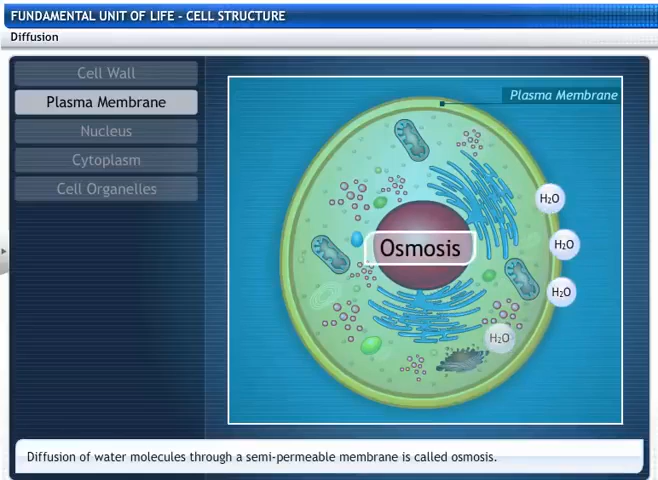 FUNDAMENTAL UNIT OF LIFE - CELL STRUCTURE
Diffusion
Cell Wall
Plasma Membrane
Nucleus
Cytoplasm
Cell Organelles
Plasma Membrane
H₂O
Osmosis
H₂O
H₂O
H₂O
Diffusion of water molecules through a semi-permeable membrane is called osmosis.